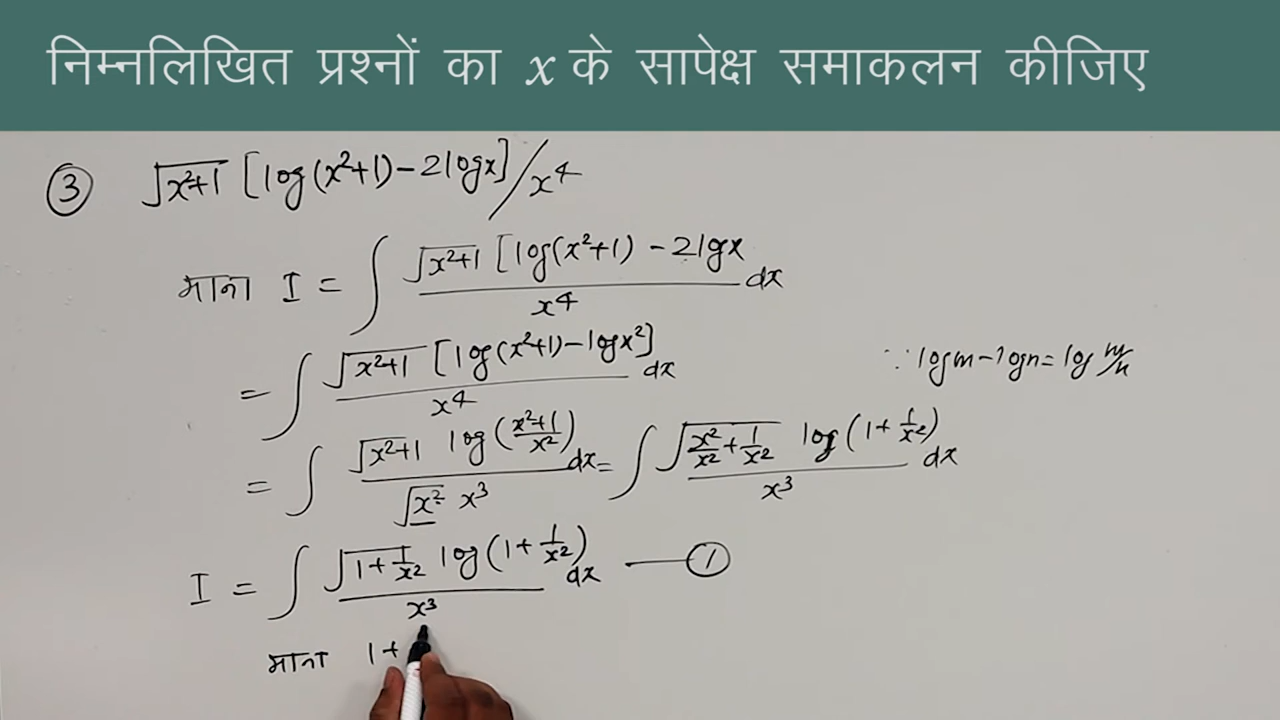 निम्नलिखित प्रश्नों का x के सापेक्ष समाकलन कीजिए
③ √x²+1 [log(x²+1)-2logx]/x⁴
माना I = ∫ √x²+1 [log(x²+1) - 2logx / x⁴ dx
= ∫ √x²+1 [log(x²+1)-logx²] / x⁴ dx ∵ logm-logn=log m/n
= ∫ √x²+1 log(x²+1/x²) / √x² x³ dx = ∫ √x²/x²+1/x² log(1+1/x²) / x³ dx
I = ∫ √1+1/x² log(1+1/x²) / x³ dx —①
माना 1+